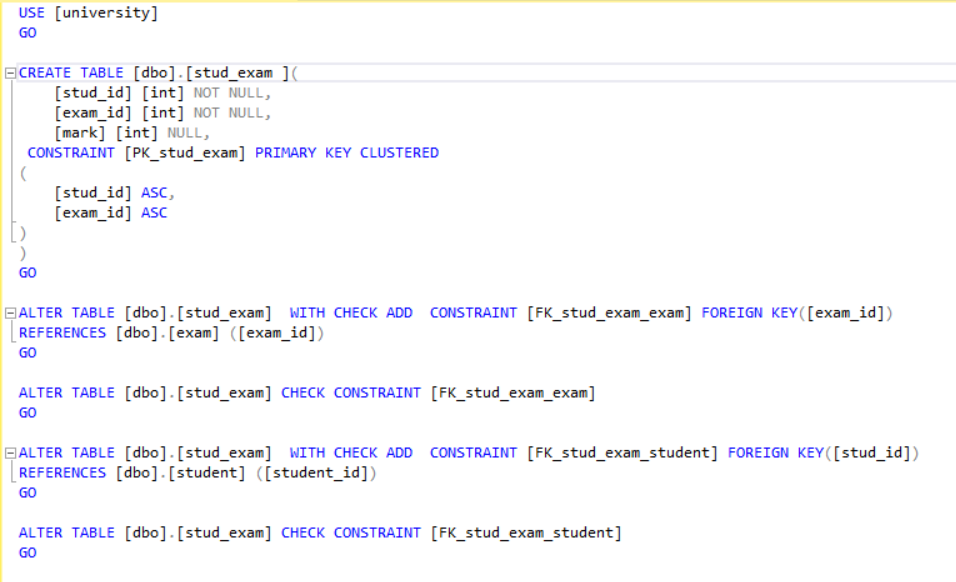 USE [university]
GO
CREATE TABLE [dbo].[stud_exam ](
[stud_id] [int] NOT NULL,
[exam_id] [int] NOT NULL,
[mark] [int] NULL,
CONSTRAINT [PK_stud_exam] PRIMARY KEY CLUSTERED
(
[stud_id] ASC,
[exam_id] ASC
)
)
GO
ALTER TABLE [dbo].[stud_exam]  WITH CHECK ADD  CONSTRAINT [FK_stud_exam_exam] FOREIGN KEY([exam_id])
REFERENCES [dbo].[exam] ([exam_id])
GO
ALTER TABLE [dbo].[stud_exam] CHECK CONSTRAINT [FK_stud_exam_exam]
GO
ALTER TABLE [dbo].[stud_exam]  WITH CHECK ADD  CONSTRAINT [FK_stud_exam_student] FOREIGN KEY([stud_id])
REFERENCES [dbo].[student] ([student_id])
GO
ALTER TABLE [dbo].[stud_exam] CHECK CONSTRAINT [FK_stud_exam_student]
GO